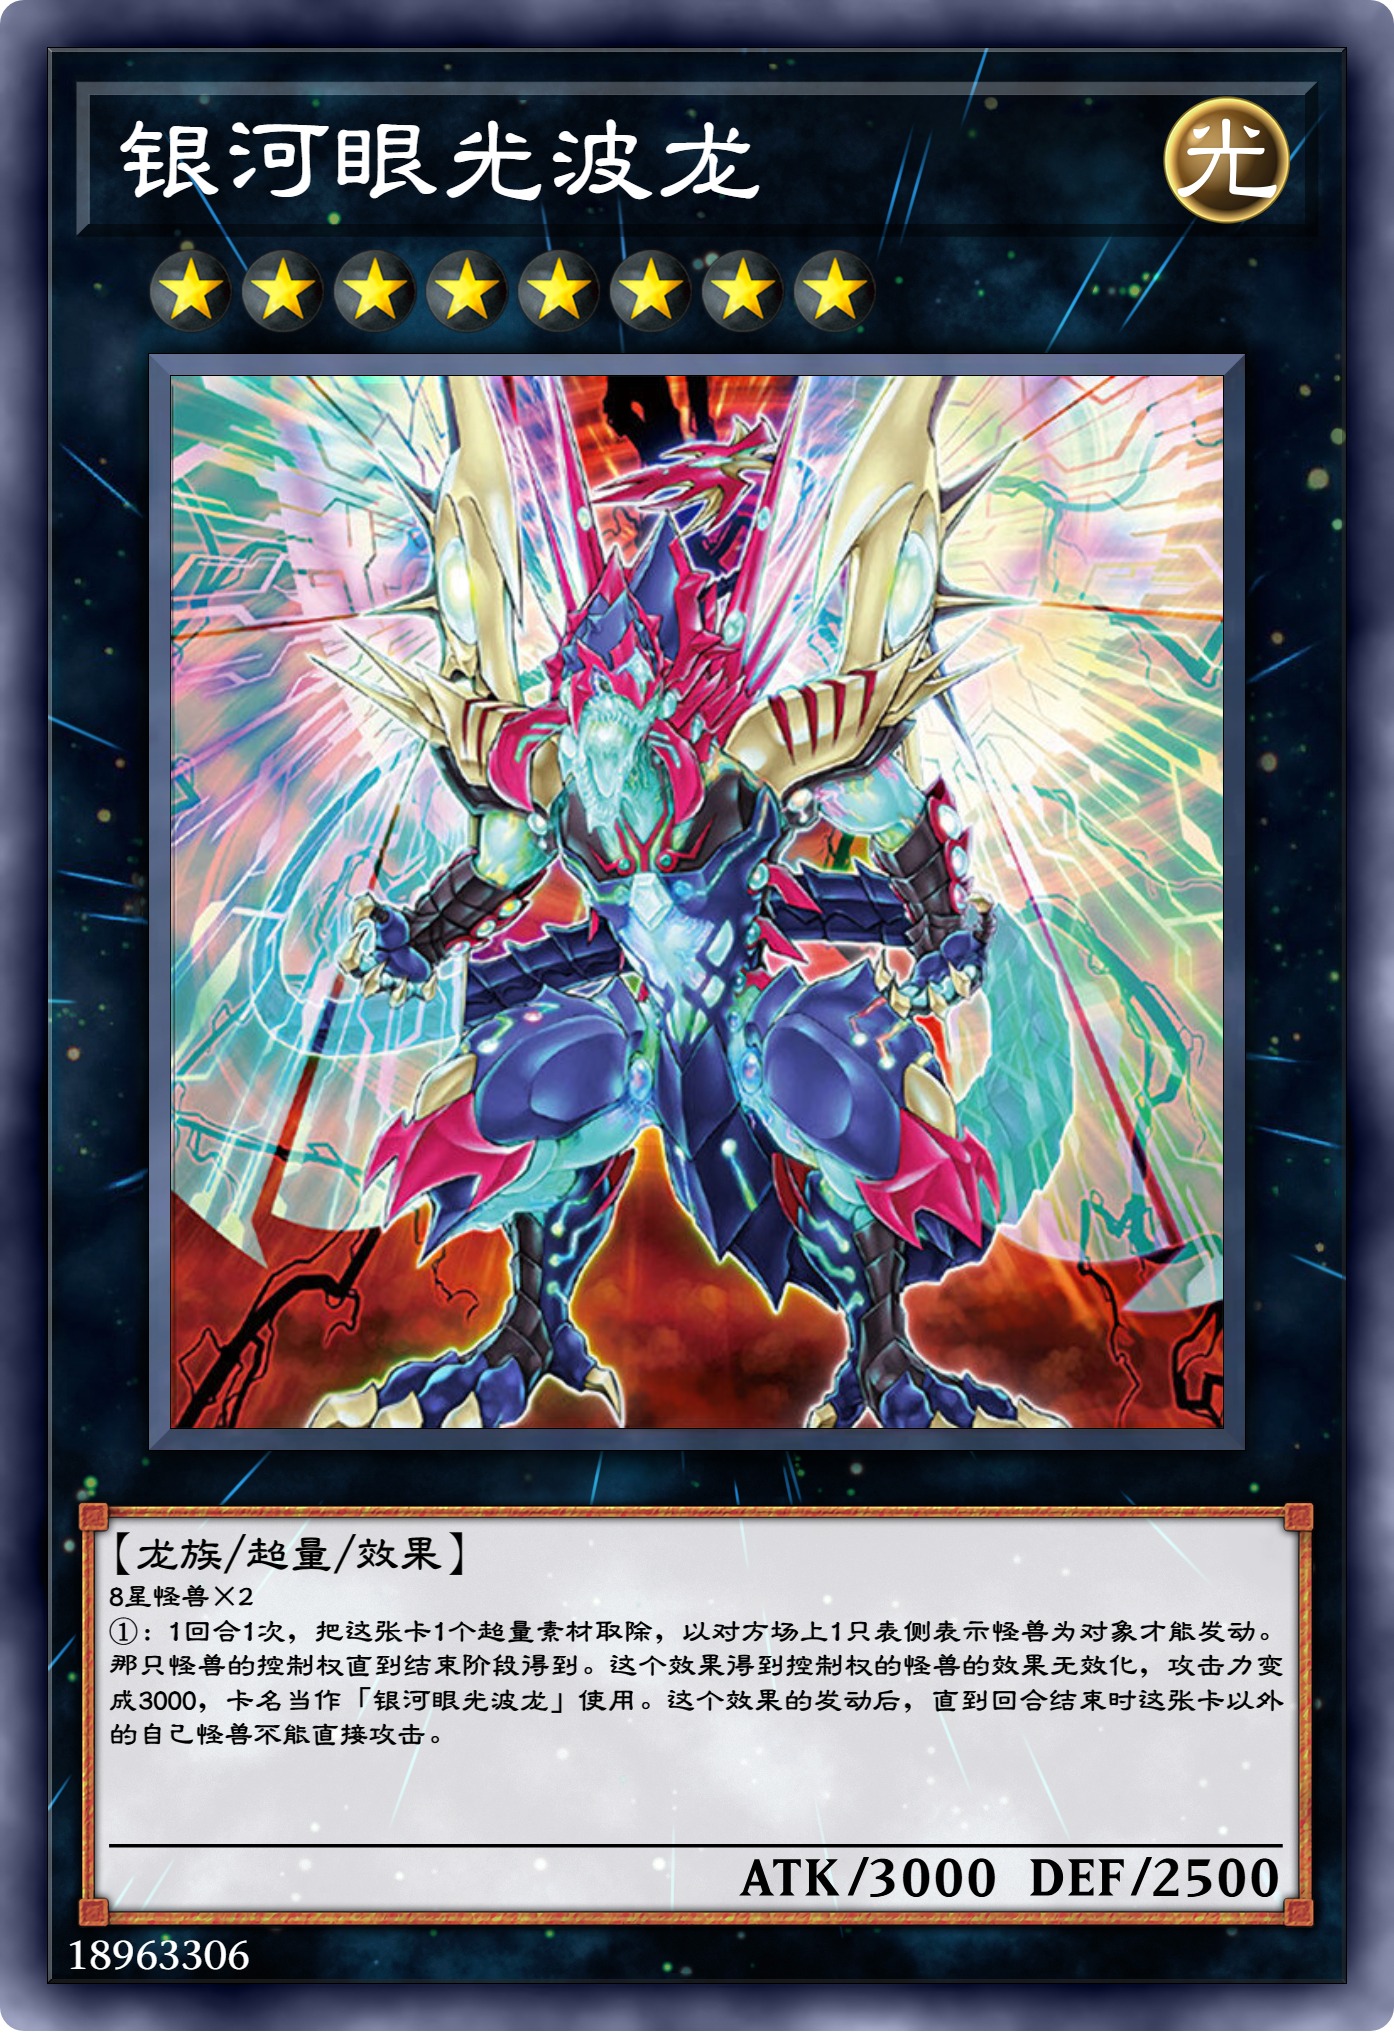 银河眼光波龙
光
【龙族/超量/效果】
8星怪兽×2
①：1回合1次，把这张卡1个超量素材取除，以对方场上1只表侧表示怪兽为对象才能发动。
那只怪兽的控制权直到结束阶段得到。这个效果得到控制权的怪兽的效果无效化，攻击力变
成3000，卡名当作「银河眼光波龙」使用。这个效果的发动后，直到回合结束时这张卡以外
的自己怪兽不能直接攻击。
ATK/3000 DEF/2500
18963306